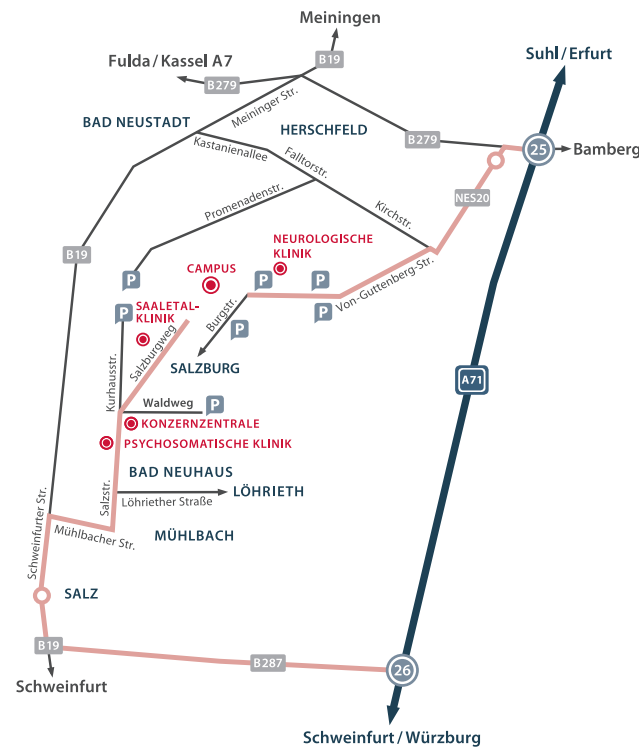 Meiningen
Suhl / Erfurt
Fulda / Kassel A7
B19
B279
Meininger Str.
BAD NEUSTADT
HERSCHFELD
Kastanienallee
B279
25
Bamberg
Falltorstr.
Promenadenstr.
NES20
Kirchstr.
B19
NEUROLOGISCHE
KLINIK
CAMPUS
P
P
P
Von-Guttenberg-Str.
SAALETAL-
KLINIK
P
P
Burgstr.
P
Salzburgweg
SALZBURG
A71
Kurhausstr.
Waldweg
P
KONZERNZENTRALE
PSYCHOSOMATISCHE KLINIK
BAD NEUHAUS
Salzstr.
Löhriether Straße
LÖHRIETH
Schweinfurter Str.
Mühlbacher Str.
MÜHLBACH
SALZ
B19
B287
26
Schweinfurt
Schweinfurt / Würzburg